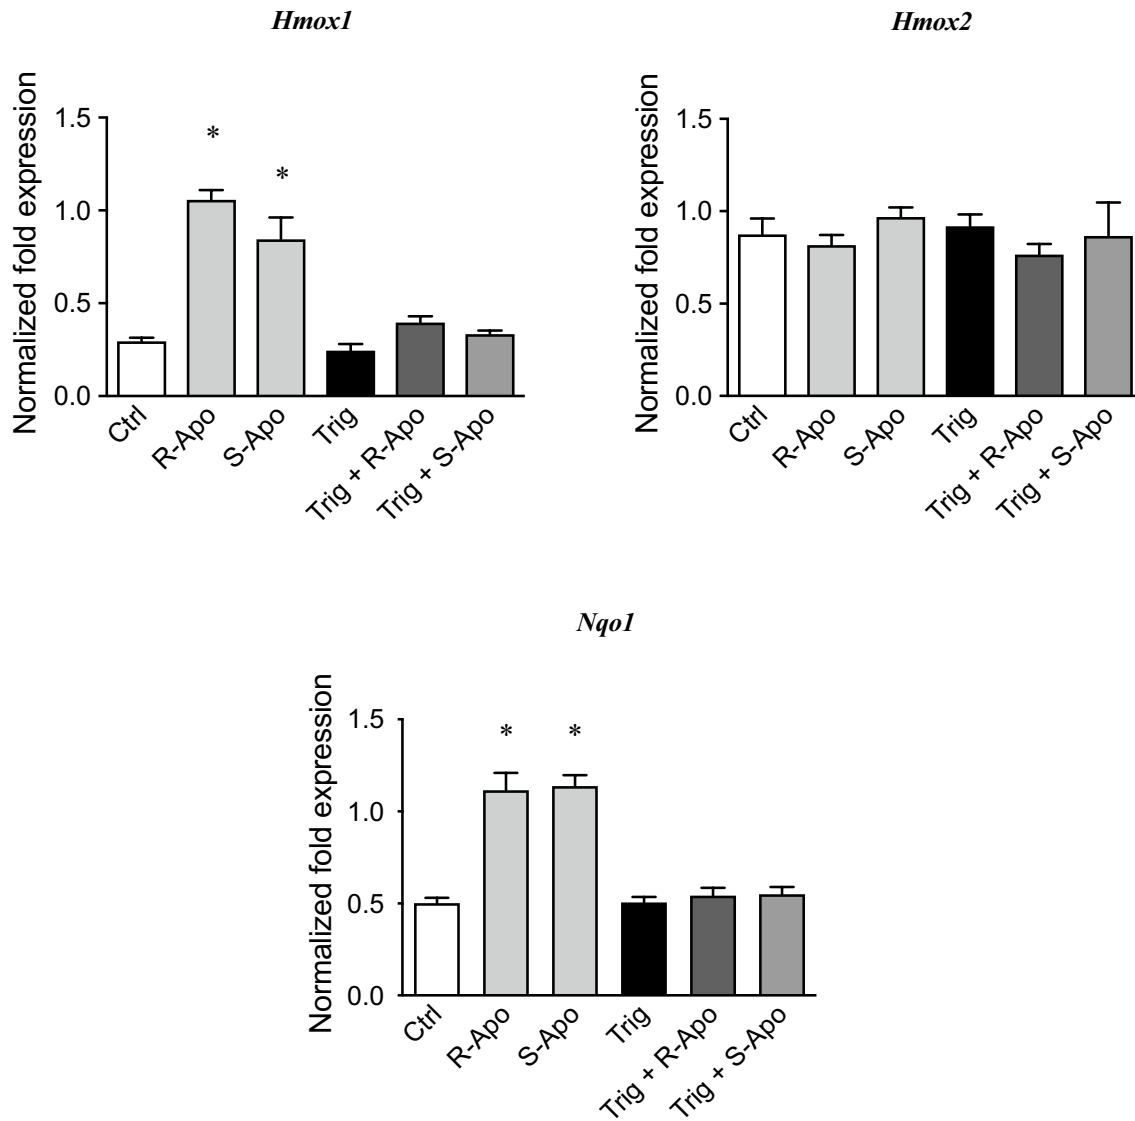 Hmox1
Normalized fold expression
1.5
1.0
0.5
0.0
*
*
Ctrl
R-Apo
S-Apo
Trig
Trig + R-Apo
Trig + S-Apo
Hmox2
Normalized fold expression
1.5
1.0
0.5
0.0
Ctrl
R-Apo
S-Apo
Trig
Trig + R-Apo
Trig + S-Apo
Nqo1
Normalized fold expression
1.5
1.0
0.5
0.0
*
*
Ctrl
R-Apo
S-Apo
Trig
Trig + R-Apo
Trig + S-Apo